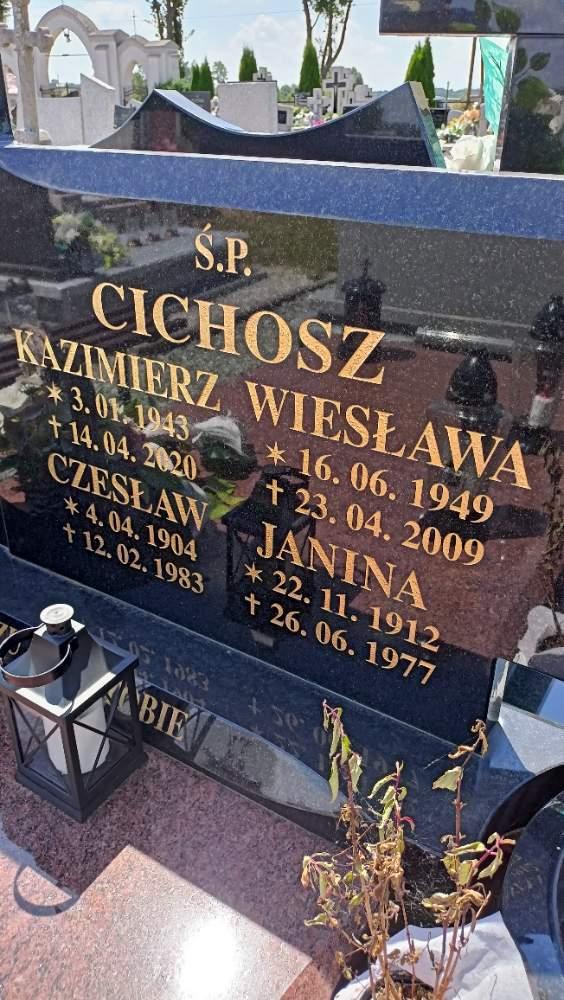 Ś.P.
CICHOSZ
KAZIMIERZ
✶ 3. 01. 1943
† 14. 04. 2020
WIESŁAWA
✶ 16. 06. 1949
† 23. 04. 2009
CZESŁAW
✶ 4. 04. 1904
† 12. 02. 1983
JANINA
✶ 22. 11. 1912
† 26. 06. 1977